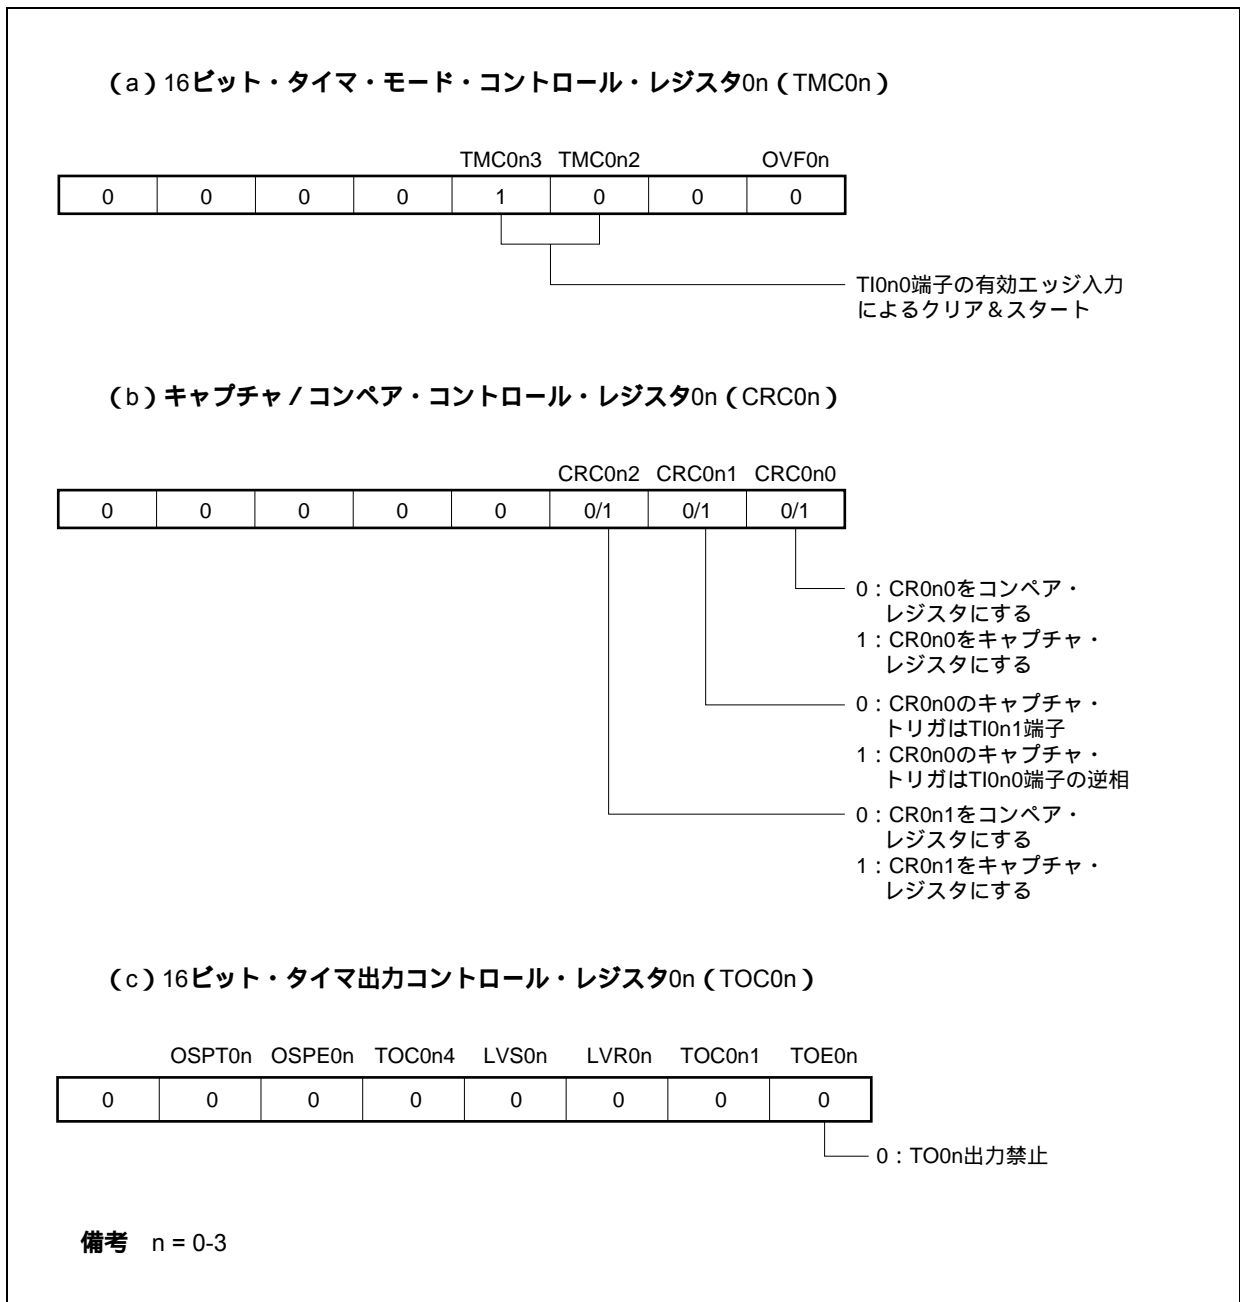 (a)16ビット・タイマ・モード・コントロール・レジスタ0n(TMC0n)
TMC0n3 TMC0n2 OVF0n
0 0 0 0 1 0 0 0
TI0n0端子の有効エッジ入力
によるクリア&スタート
(b)キャプチャ/コンペア・コントロール・レジスタ0n(CRC0n)
CRC0n2 CRC0n1 CRC0n0
0 0 0 0 0 0/1 0/1 0/1
0:CR0n0をコンペア・
レジスタにする
1:CR0n0をキャプチャ・
レジスタにする
0:CR0n0のキャプチャ・
トリガはTI0n1端子
1:CR0n0のキャプチャ・
トリガはTI0n0端子の逆相
0:CR0n1をコンペア・
レジスタにする
1:CR0n1をキャプチャ・
レジスタにする
(c)16ビット・タイマ出力コントロール・レジスタ0n(TOC0n)
OSPT0n OSPE0n TOC0n4 LVS0n LVR0n TOC0n1 TOE0n
0 0 0 0 0 0 0 0
0:TO0n出力禁止
備考 n = 0-3